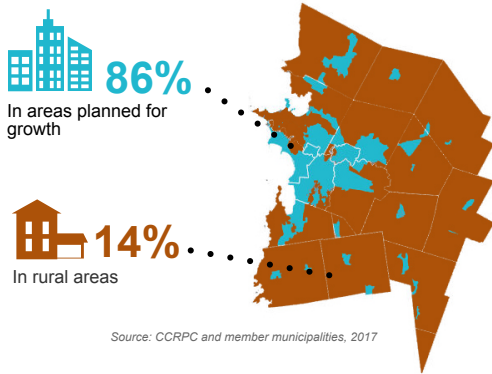 86%
In areas planned for
growth
14%
In rural areas
Source: CCRPC and member municipalities, 2017